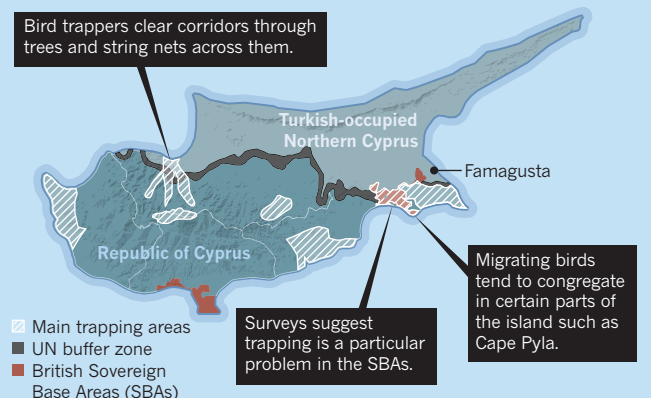 Bird trappers clear corridors through
trees and string nets across them.
Turkish-occupied
Northern Cyprus
Famagusta
Republic of Cyprus
Migrating birds
tend to congregate
in certain parts of
the island such as
Cape Pyla.
Surveys suggest
trapping is a particular
problem in the SBAs.
Main trapping areas
UN buffer zone
British Sovereign
Base Areas (SBAs)